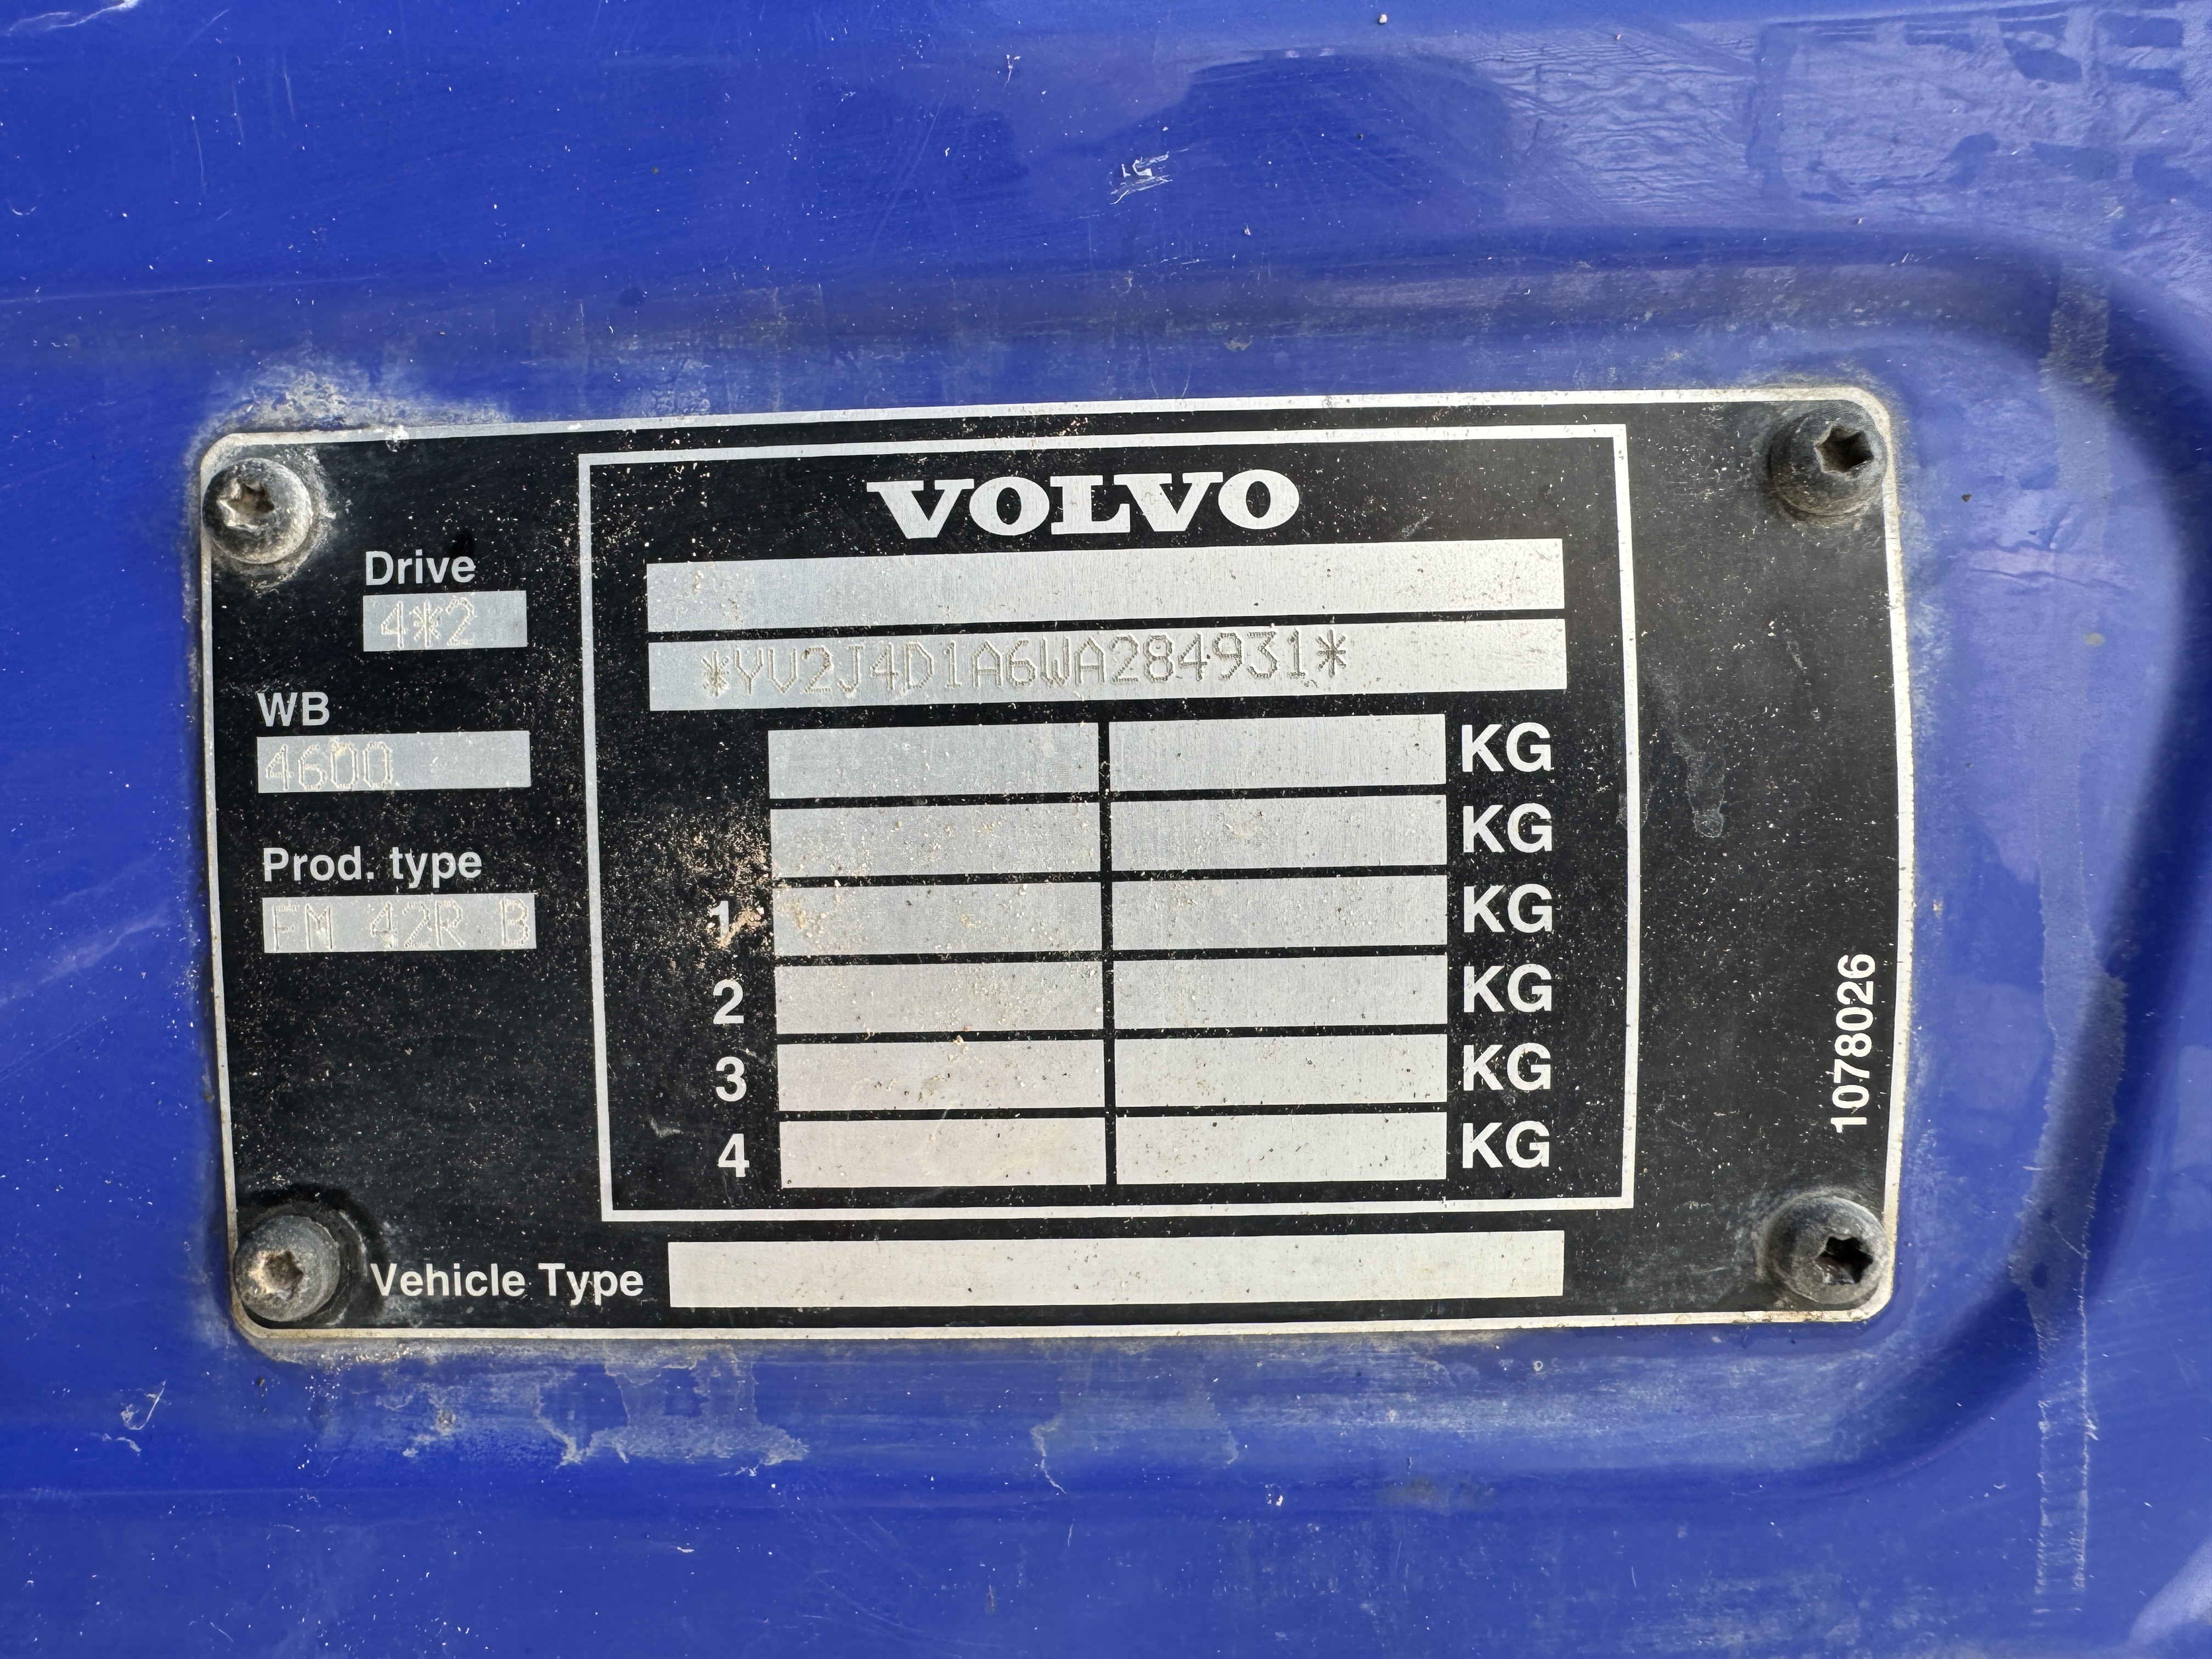 VOLVO
Drive
4*2
*YV2J4D1A6WA284931*
WB
4600
KG
KG
Prod. type
FM 42R B
1 KG
2 KG
3 KG
4 KG
Vehicle Type
1078026